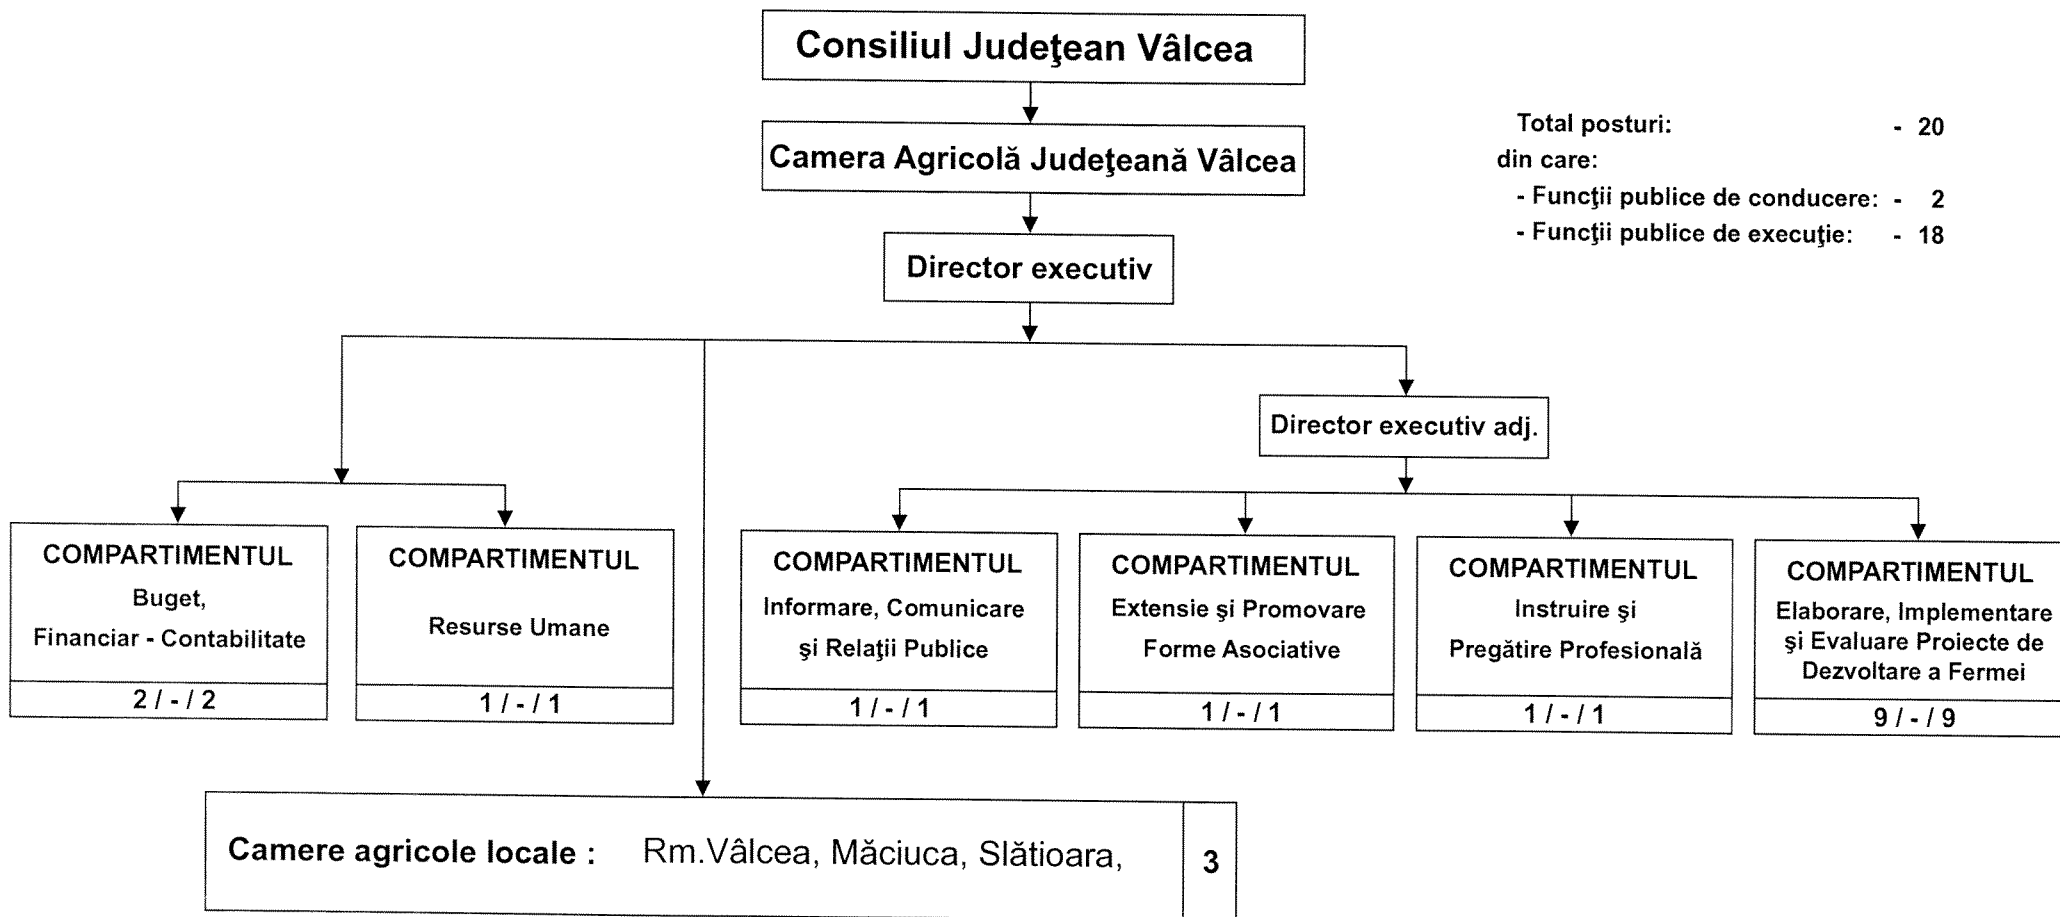 Consiliul Judeţean Vâlcea
Camera Agricolă Judeţeană Vâlcea
Total posturi: - 20
din care:
- Funcţii publice de conducere: - 2
- Funcţii publice de execuţie: - 18
Director executiv
Director executiv adj.
COMPARTIMENTUL
Buget,
Financiar - Contabilitate
2 / - / 2
COMPARTIMENTUL
Resurse Umane
1 / - / 1
COMPARTIMENTUL
Informare, Comunicare
şi Relaţii Publice
1 / - / 1
COMPARTIMENTUL
Extensie şi Promovare
Forme Asociative
1 / - / 1
COMPARTIMENTUL
Instruire şi
Pregătire Profesională
1 / - / 1
COMPARTIMENTUL
Elaborare, Implementare
şi Evaluare Proiecte de
Dezvoltare a Fermei
9 / - / 9
Camere agricole locale : Rm.Vâlcea, Măciuca, Slătioara, 3